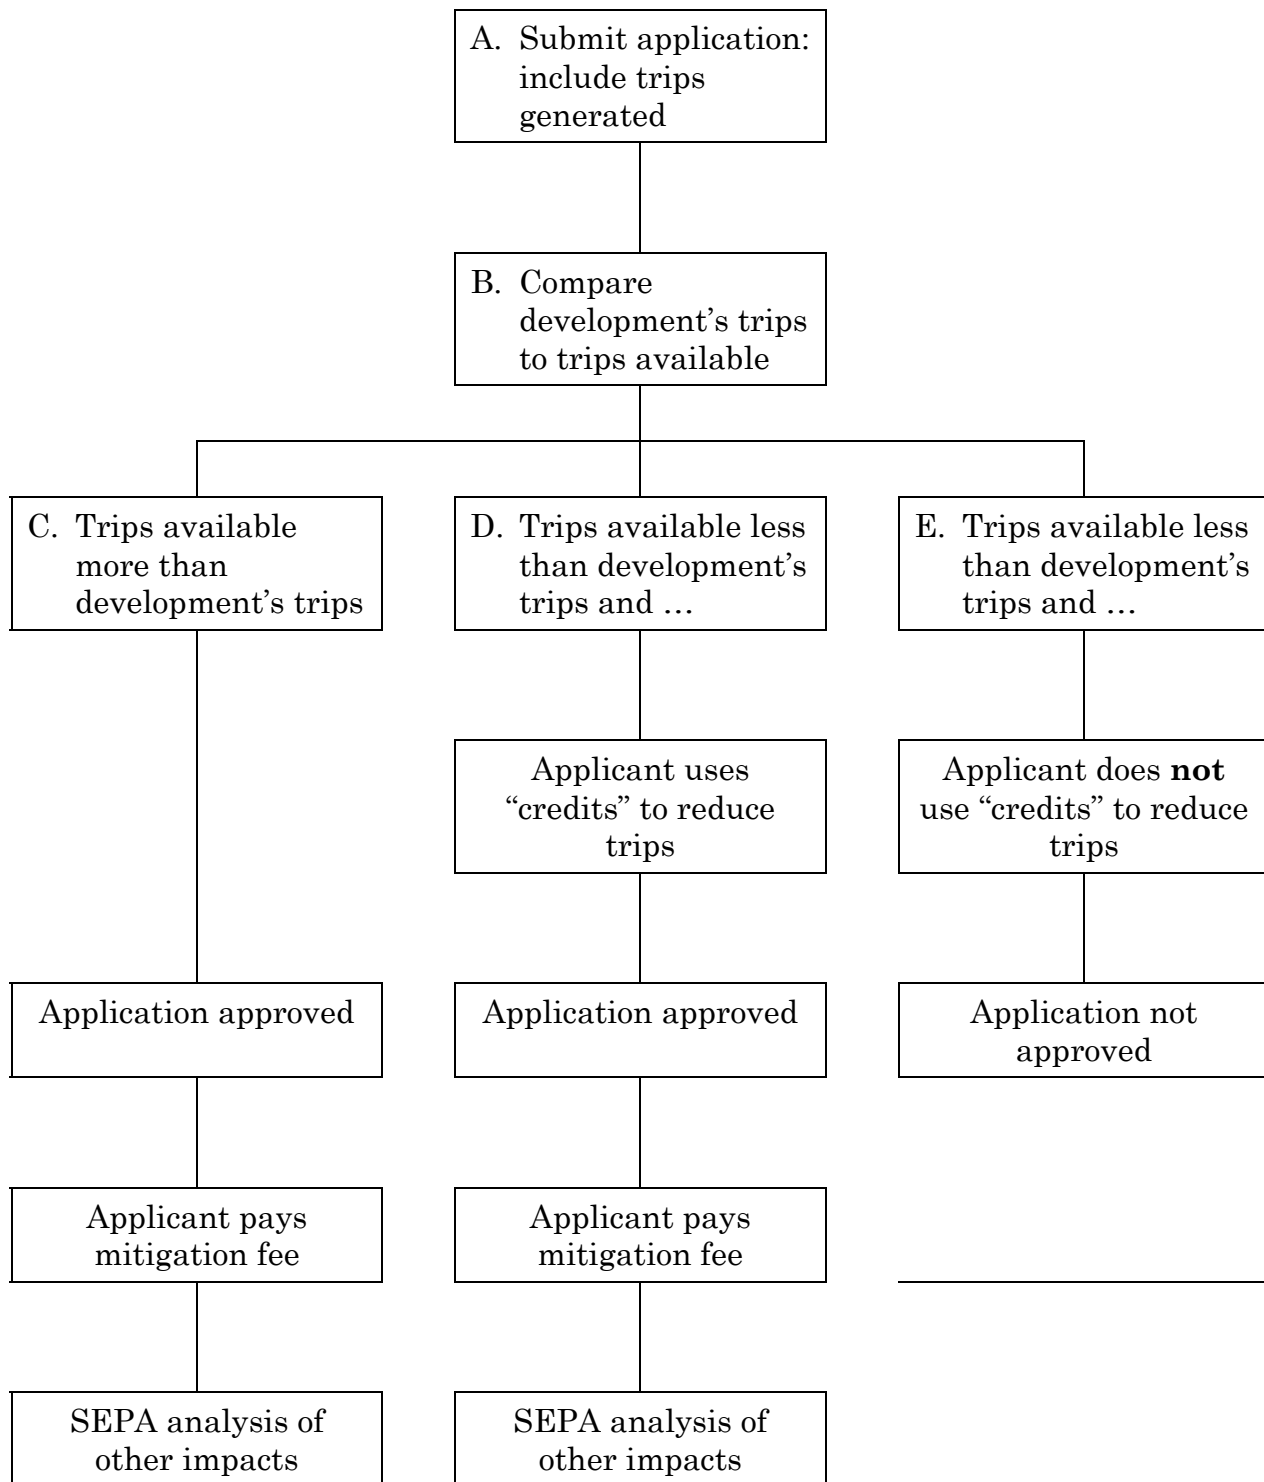 A. Submit application:
include trips
generated
B. Compare
development’s trips
to trips available
C. Trips available
more than
development’s trips
D. Trips available less
than development’s
trips and …
E. Trips available less
than development’s
trips and …
Applicant uses
“credits” to reduce
trips
Applicant does not
use “credits” to reduce
trips
Application approved
Application approved
Application not
approved
Applicant pays
mitigation fee
Applicant pays
mitigation fee
SEPA analysis of
other impacts
SEPA analysis of
other impacts